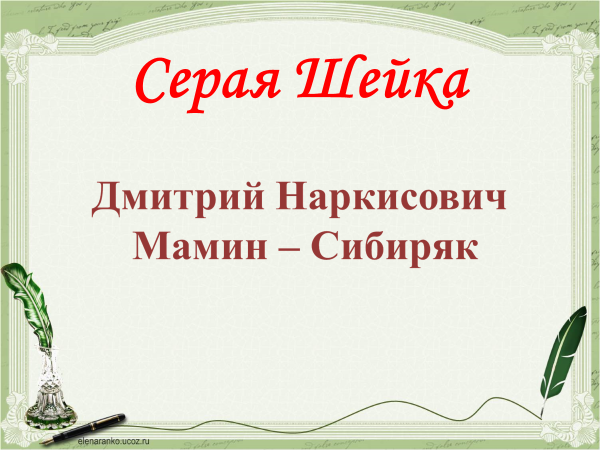 Серая Шейка
Дмитрий Наркисович
Мамин – Сибиряк
elenaranko.ucoz.ru